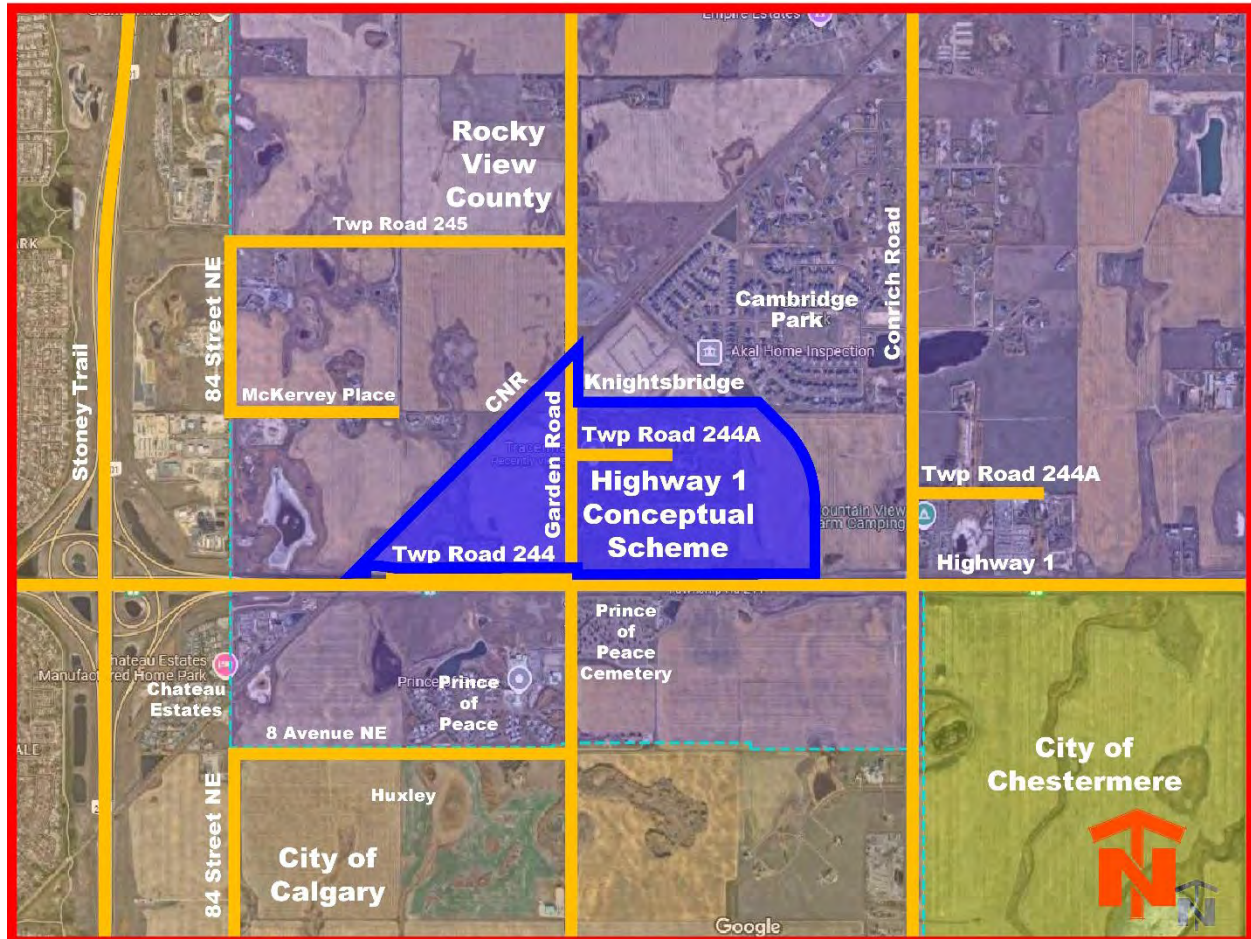 Empire Estates
Rocky
View
County
Twp Road 245
84 Street NE
Conrich Road
Cambridge
Park
Akal Home Inspection
Stoney Trail
McKervey Place
CNR
Knightsbridge
Garden Road
Twp Road 244A
Highway 1
Conceptual
Scheme
Twp Road 244A
Twp Road 244
Highway 1
Prince
of
Peace
Cemetery
Chateau Estates
Manufactured Home Park
Chateau
Estates
Prince
of
Peace
8 Avenue NE
84 Street NE
Huxley
City of
Calgary
City of
Chestermere
N
N
Google